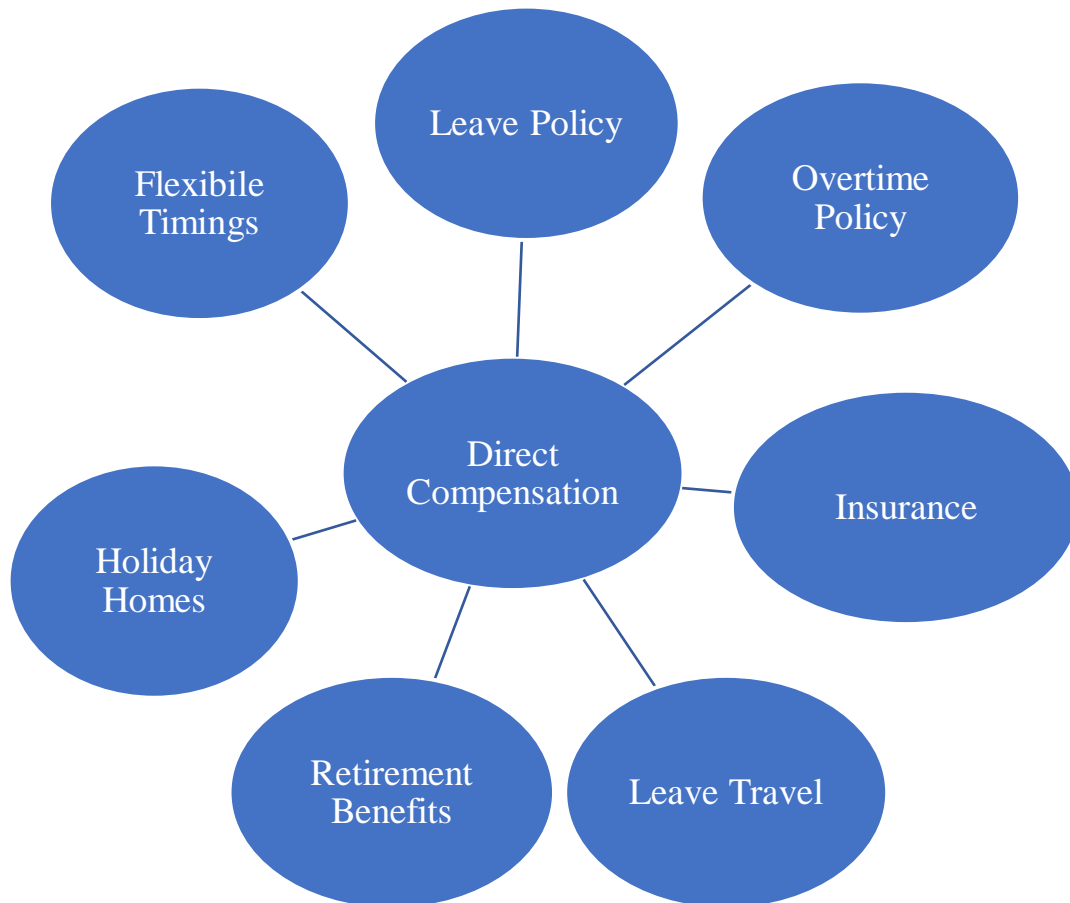 Leave Policy
Flexibile
Timings
Overtime
Policy
Direct
Compensation
Insurance
Holiday
Homes
Retirement
Benefits
Leave Travel